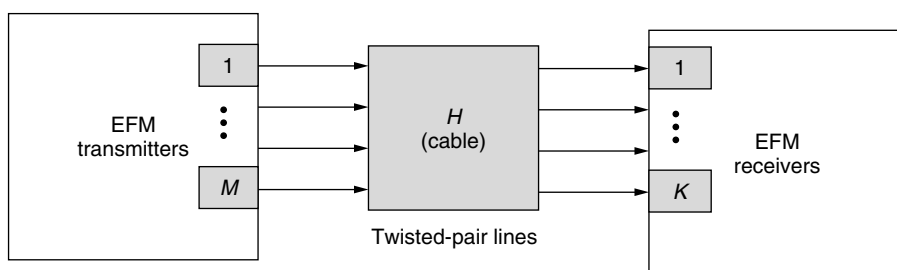 1
EFM
transmitters
M
H
(cable)
Twisted-pair lines
1
EFM
receivers
K